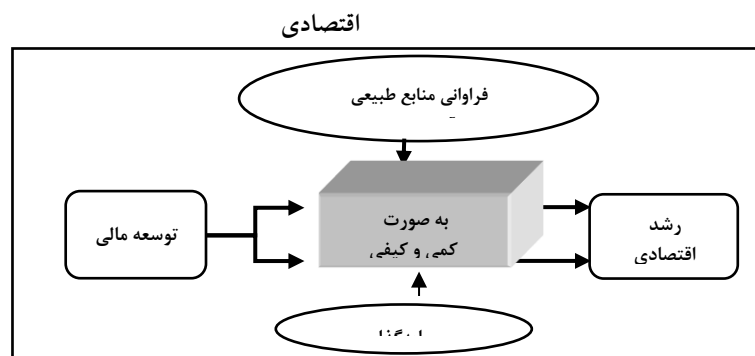 اقتصادی
فراوانی منابع طبیعی
به صورت
کمی و کیفی
توسعه مالی
رشد
اقتصادی